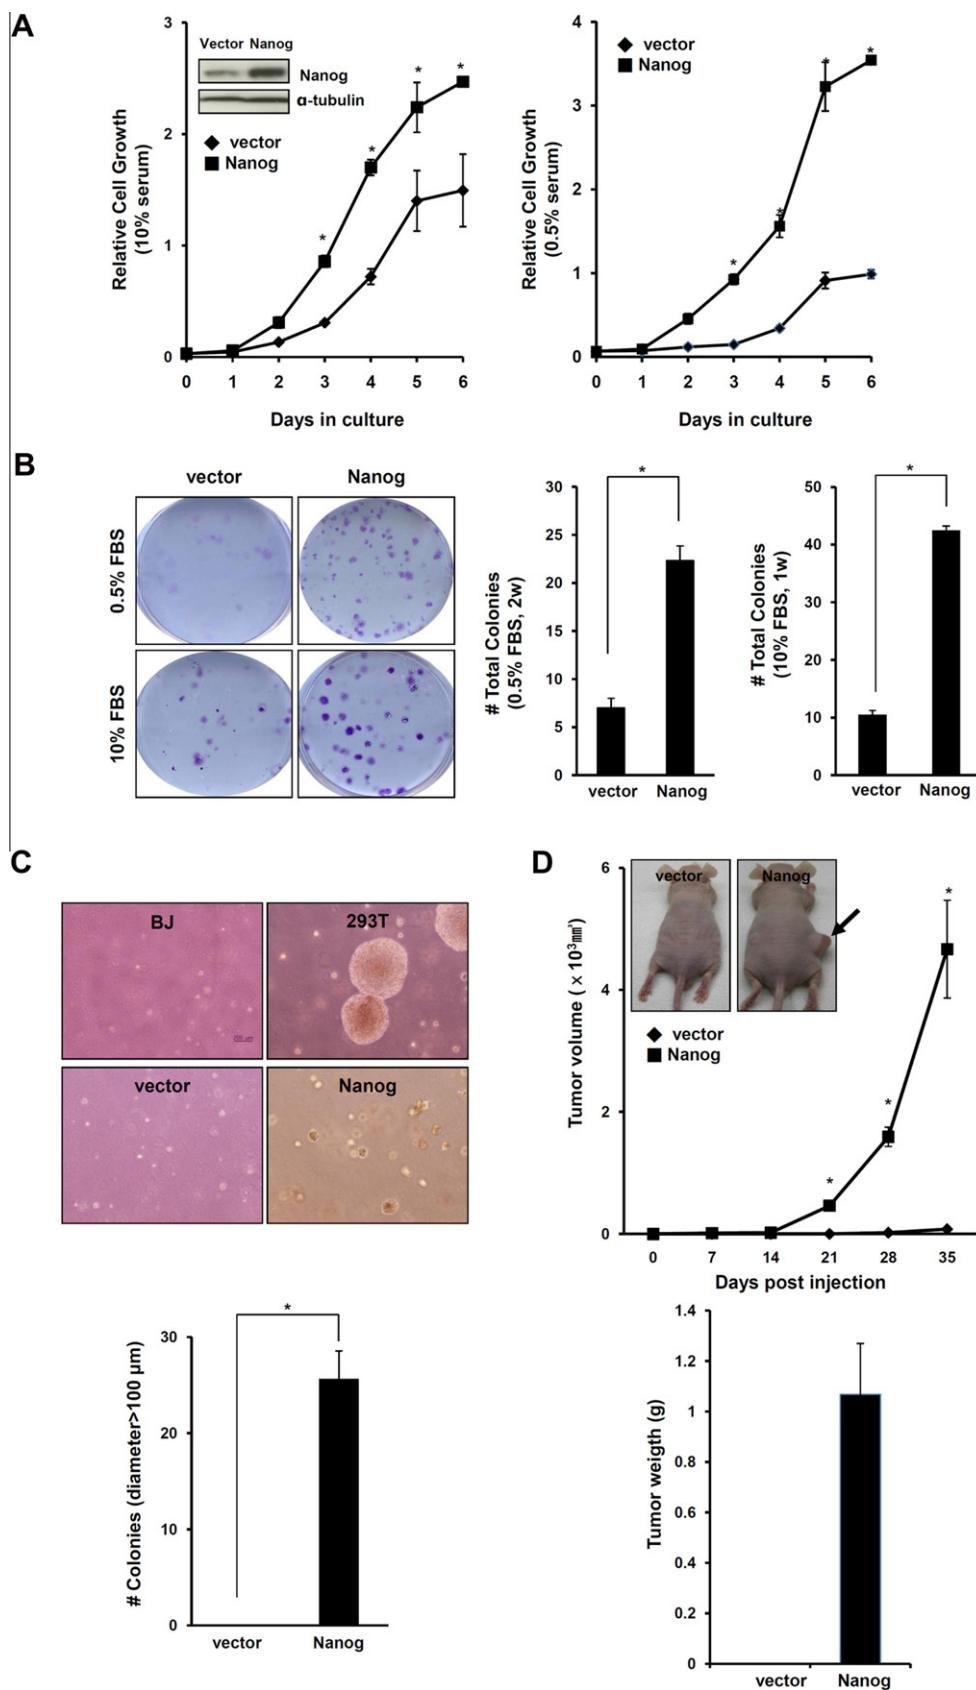 A
Relative Cell Growth
(10% serum)
3
2
1
0
Vector Nanog
Nanog
α-tubulin
vector
Nanog
*
*
*
*
0 1 2 3 4 5 6
Days in culture
Relative Cell Growth
(0.5% serum)
4
3
2
1
0
vector
Nanog
*
*
*
*
0 1 2 3 4 5 6
Days in culture
B
vector Nanog
0.5% FBS
10% FBS
# Total Colonies
(0.5% FBS, 2w)
30
25
20
15
10
5
0
*
vector Nanog
# Total Colonies
(10% FBS, 1w)
50
40
30
20
10
0
*
vector Nanog
C
BJ 293T
vector Nanog
# Colonies (diameter>100 μm)
30
20
10
0
*
vector Nanog
D
Tumor volume ( × 10³㎣)
6
4
2
0
vector Nanog
vector
Nanog
*
*
*
0 7 14 21 28 35
Days post injection
Tumor weigth (g)
1.4
1.2
1
0.8
0.6
0.4
0.2
0
vector Nanog